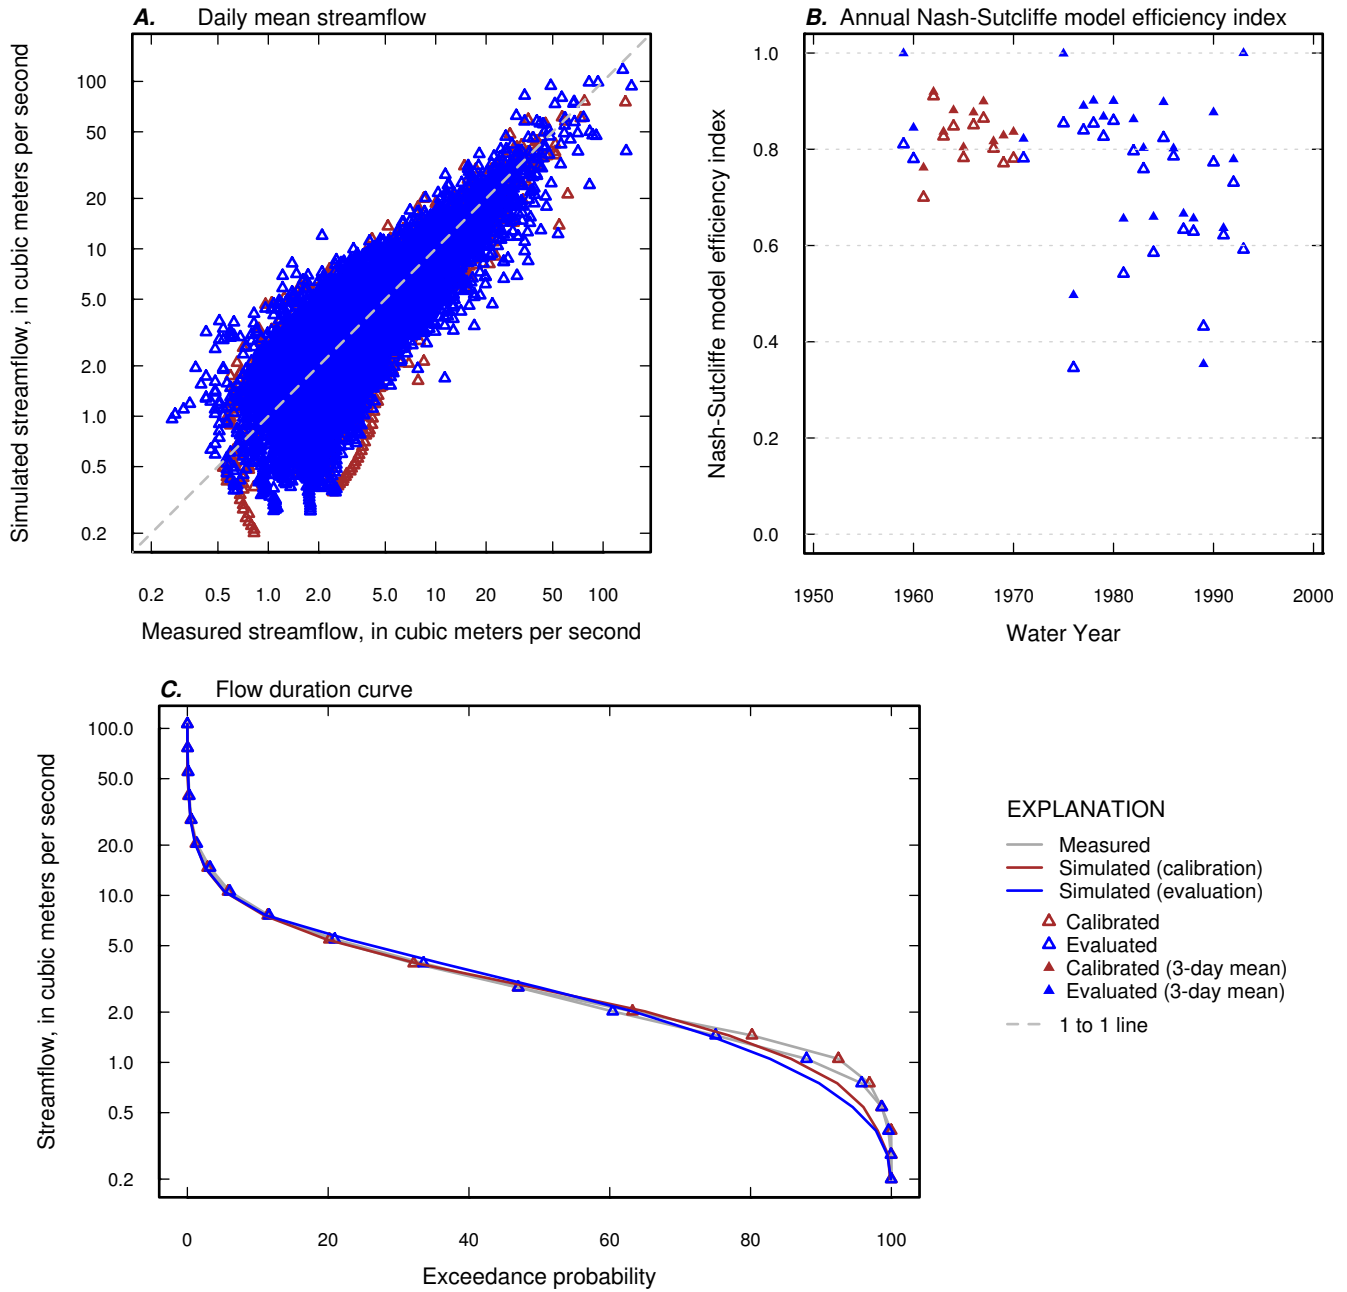 A. Daily mean streamflow
Simulated streamflow, in cubic meters per second
100
50
20
10
5.0
2.0
1.0
0.5
0.2
0.2 0.5 1.0 2.0 5.0 10 20 50 100
Measured streamflow, in cubic meters per second
B. Annual Nash-Sutcliffe model efficiency index
Nash-Sutcliffe model efficiency index
1.0
0.8
0.6
0.4
0.2
0.0
1950 1960 1970 1980 1990 2000
Water Year
C. Flow duration curve
Streamflow, in cubic meters per second
100.0
50.0
20.0
10.0
5.0
2.0
1.0
0.5
0.2
0 20 40 60 80 100
Exceedance probability
EXPLANATION
Measured
Simulated (calibration)
Simulated (evaluation)
Calibrated
Evaluated
Calibrated (3-day mean)
Evaluated (3-day mean)
1 to 1 line